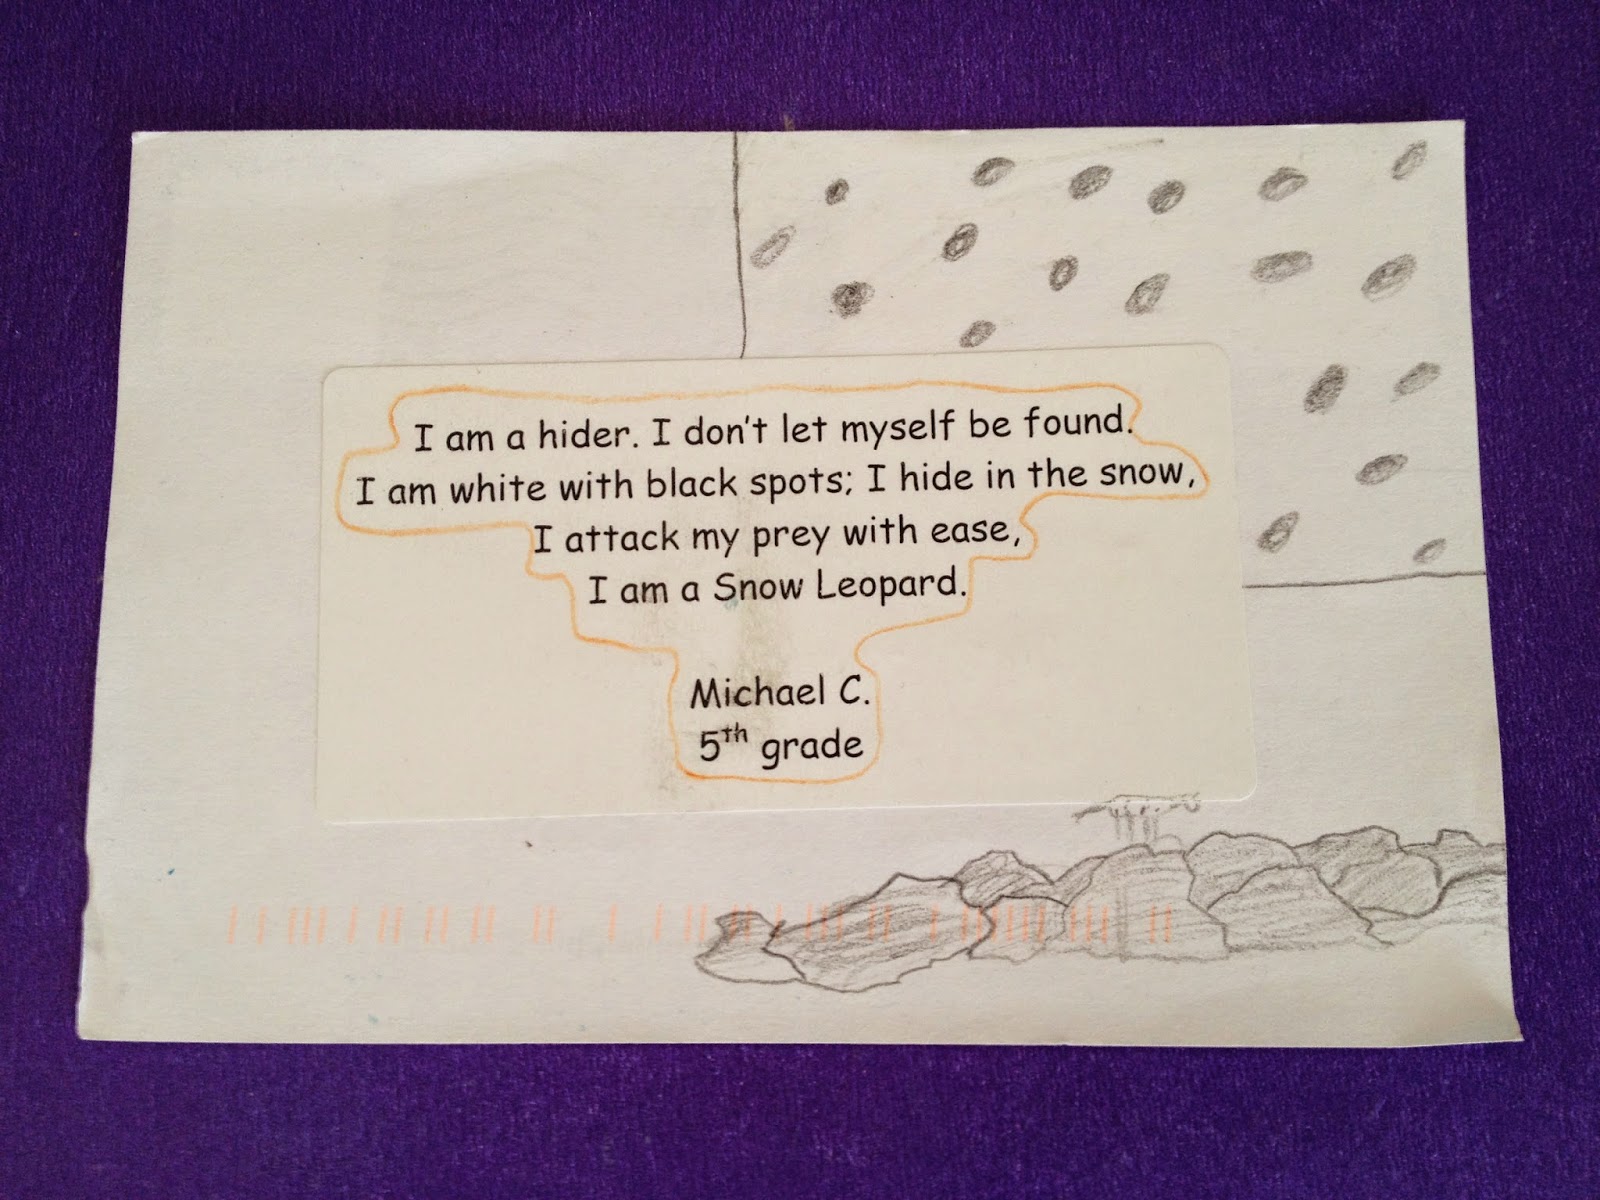 I am a hider. I don't let myself be found.
I am white with black spots; I hide in the snow,
I attack my prey with ease,
I am a Snow Leopard.
Michael C.
5th grade